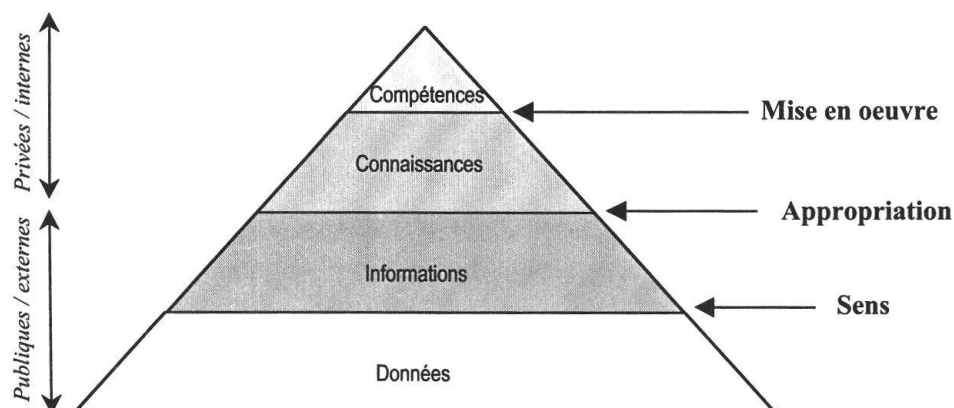 Privées / internes
Compétences
Mise en oeuvre
Connaissances
Appropriation
Publiques / externes
Informations
Sens
Données